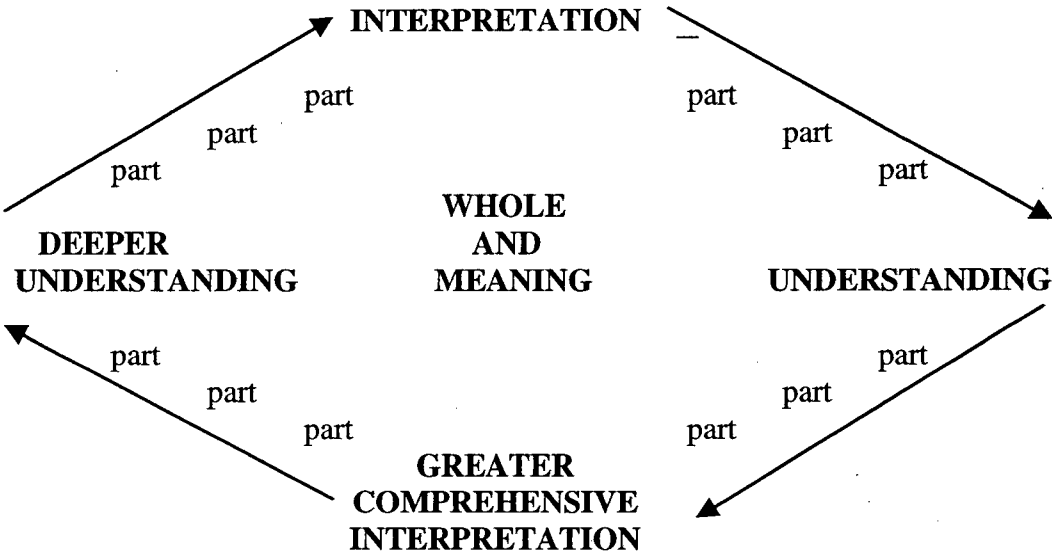 INTERPRETATION
part part
part part
part part
WHOLE
DEEPER AND
UNDERSTANDING MEANING UNDERSTANDING
part part
part part
part part
GREATER
COMPREHENSIVE
INTERPRETATION